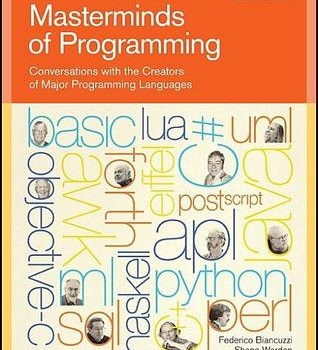 Masterminds
of Programming
Conversations with the Creators
of Major Programming Languages
basic
lua
#
uml
objective-c
awk
forth
eiffel
c
postscript
java
apl
ml
python
sql
haskell
c++
perl
Federico Biancuzzi
Shane Warden